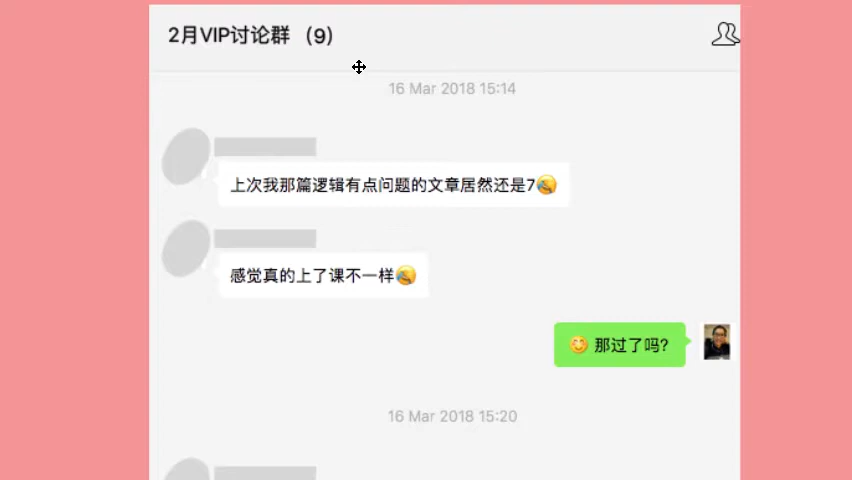 2月VIP讨论群 （9）
16 Mar 2018 15:14
上次我那篇逻辑有点问题的文章居然还是7😂
感觉真的上了课不一样😂
😊 那过了吗?
16 Mar 2018 15:20